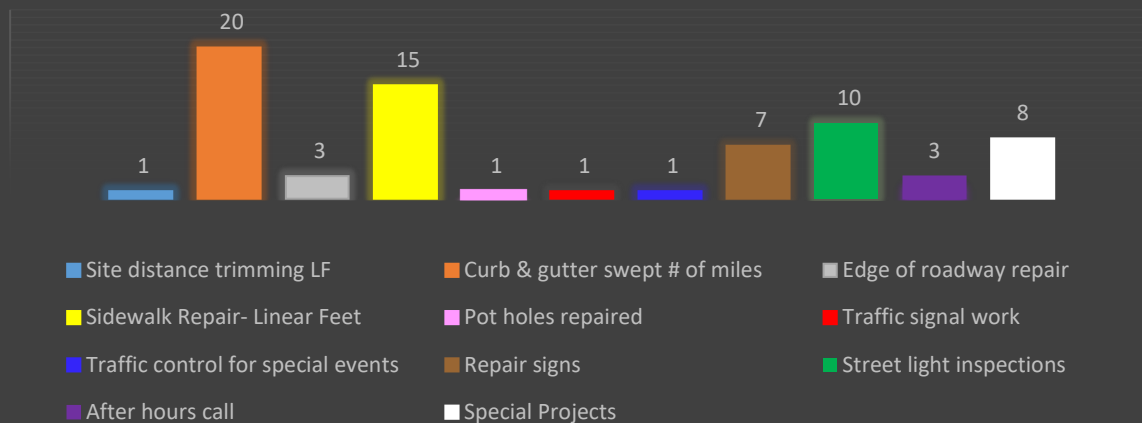 20
15
10
8
7
3
3
1
1
1
1
Site distance trimming LF
Curb & gutter swept # of miles
Edge of roadway repair
Sidewalk Repair- Linear Feet
Pot holes repaired
Traffic signal work
Traffic control for special events
Repair signs
Street light inspections
After hours call
Special Projects